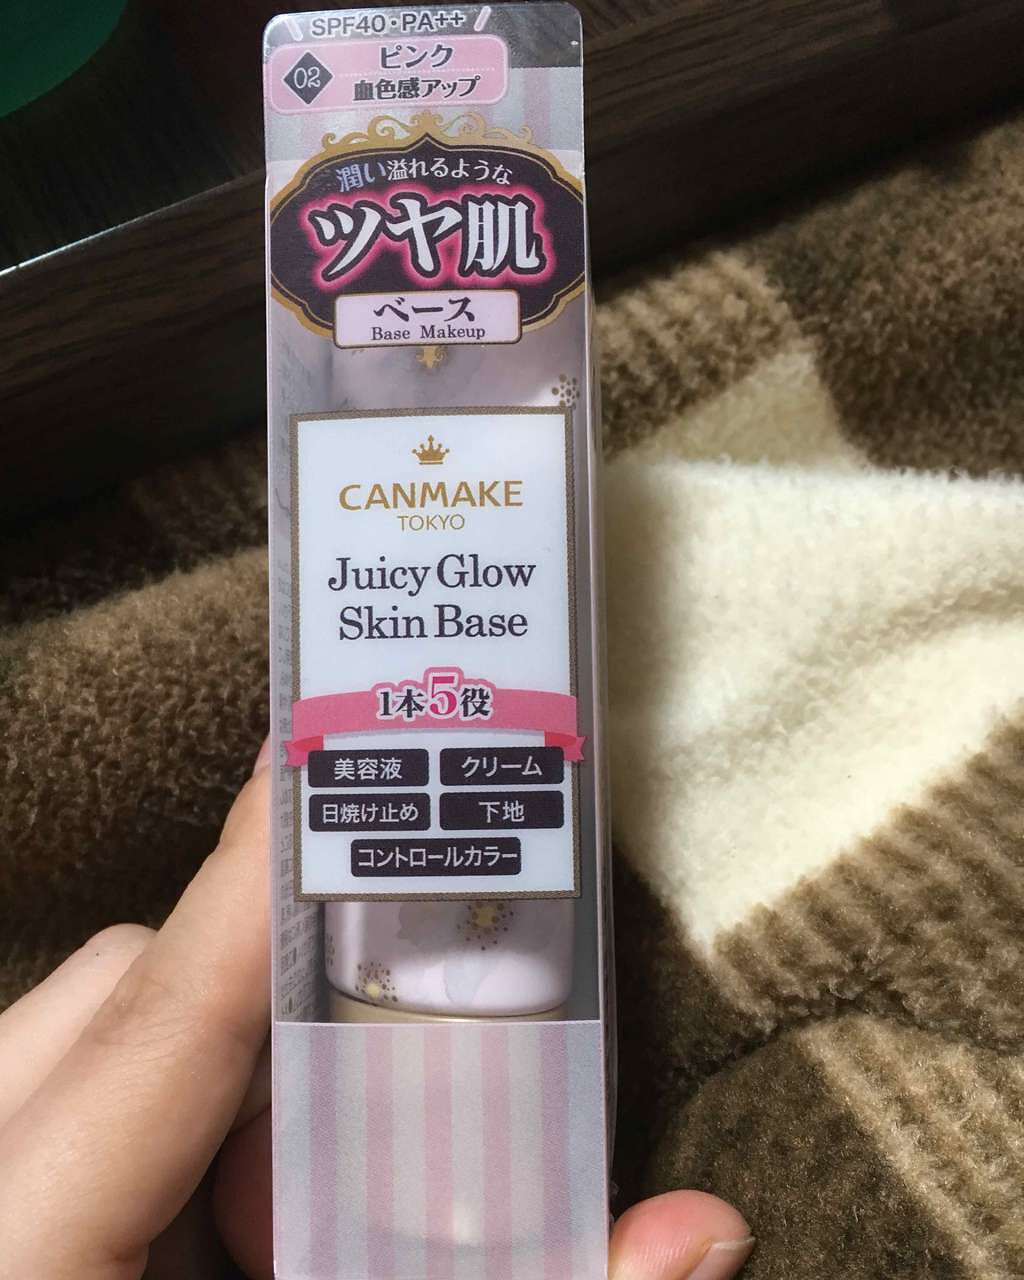 SPF40・PA++
02
ピンク
血色感アップ
潤い溢れるような
ツヤ肌
ベース
Base Makeup
CANMAKE
TOKYO
Juicy Glow
Skin Base
1本5役
美容液 クリーム
日焼け止め 下地
コントロールカラー